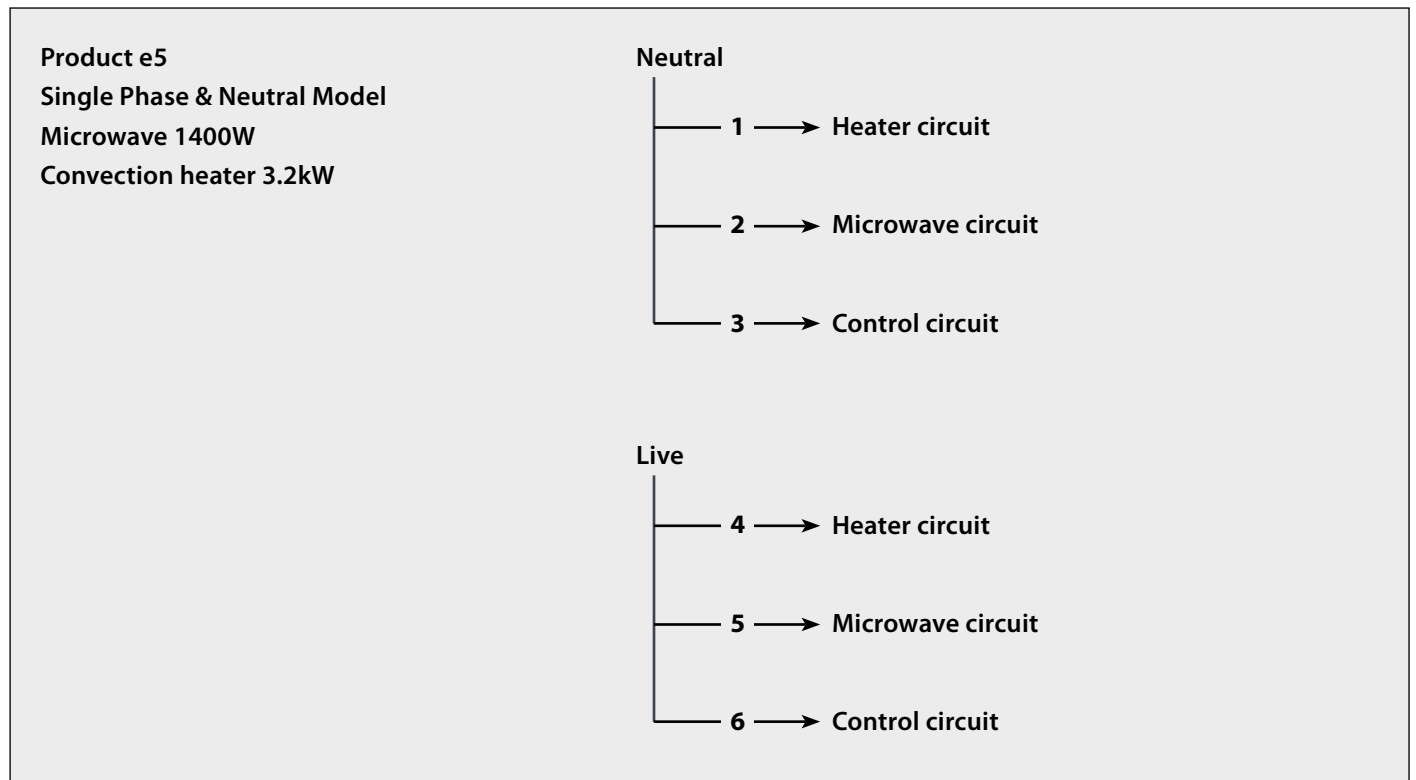 Product e5
Single Phase & Neutral Model
Microwave 1400W
Convection heater 3.2kW
Neutral
1 Heater circuit
2 Microwave circuit
3 Control circuit
Live
4 Heater circuit
5 Microwave circuit
6 Control circuit